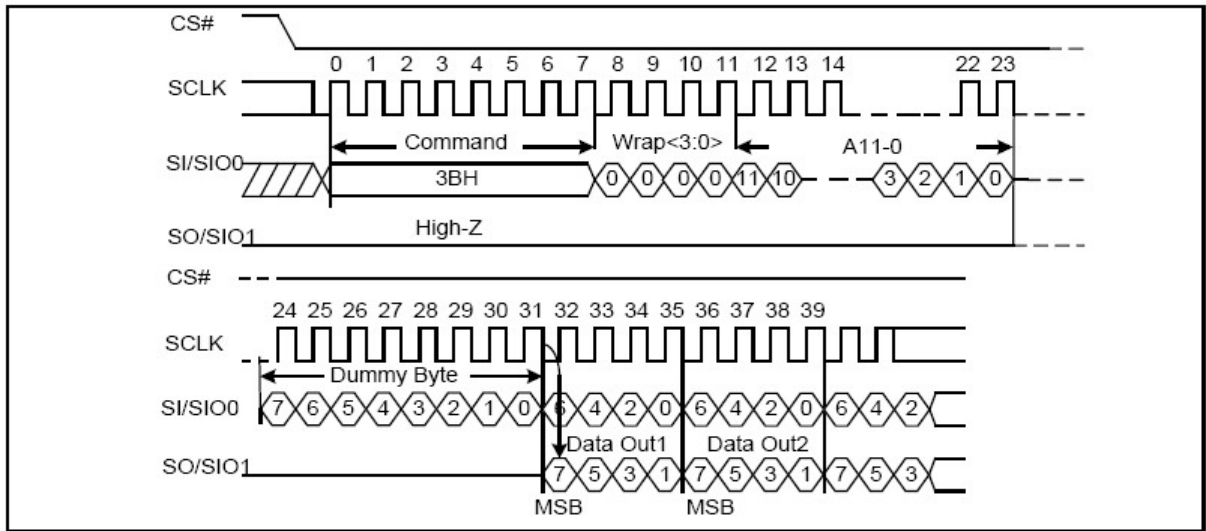 CS#
0 1 2 3 4 5 6 7 8 9 10 11 12 13 14 22 23
SCLK
Command Wrap<3:0> A11-0
SI/SIO0 3BH 0 0 0 0 11 10 3 2 1 0
High-Z
SO/SIO1
CS#
24 25 26 27 28 29 30 31 32 33 34 35 36 37 38 39
SCLK
Dummy Byte
SI/SIO0 7 6 5 4 3 2 1 0 6 4 2 0 6 4 2 0 6 4 2
Data Out1 Data Out2
SO/SIO1 7 5 3 1 7 5 3 1 7 5 3
MSB MSB